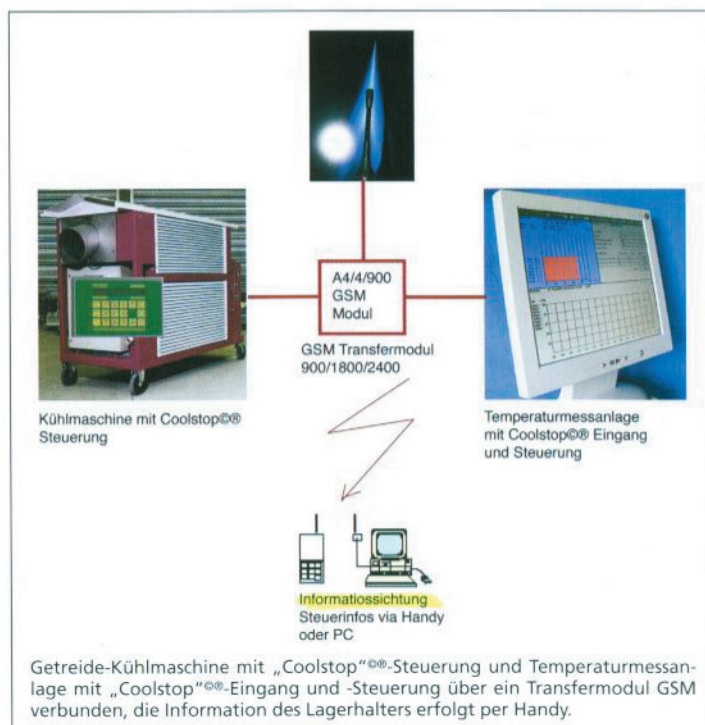 A4/4/900
GSM
Modul
GSM Transfermodul
900/1800/2400
Kühlmaschine mit Coolstop©®
Steuerung
Temperaturmessanlage
mit Coolstop©® Eingang
und Steuerung
Informatiossichtung
Steuerinfos via Handy
oder PC
Getreide-Kühlmaschine mit „Coolstop“©®-Steuerung und Temperaturmessan-
lage mit „Coolstop“©®-Eingang und -Steuerung über ein Transfermodul GSM
verbunden, die Information des Lagerhalters erfolgt per Handy.